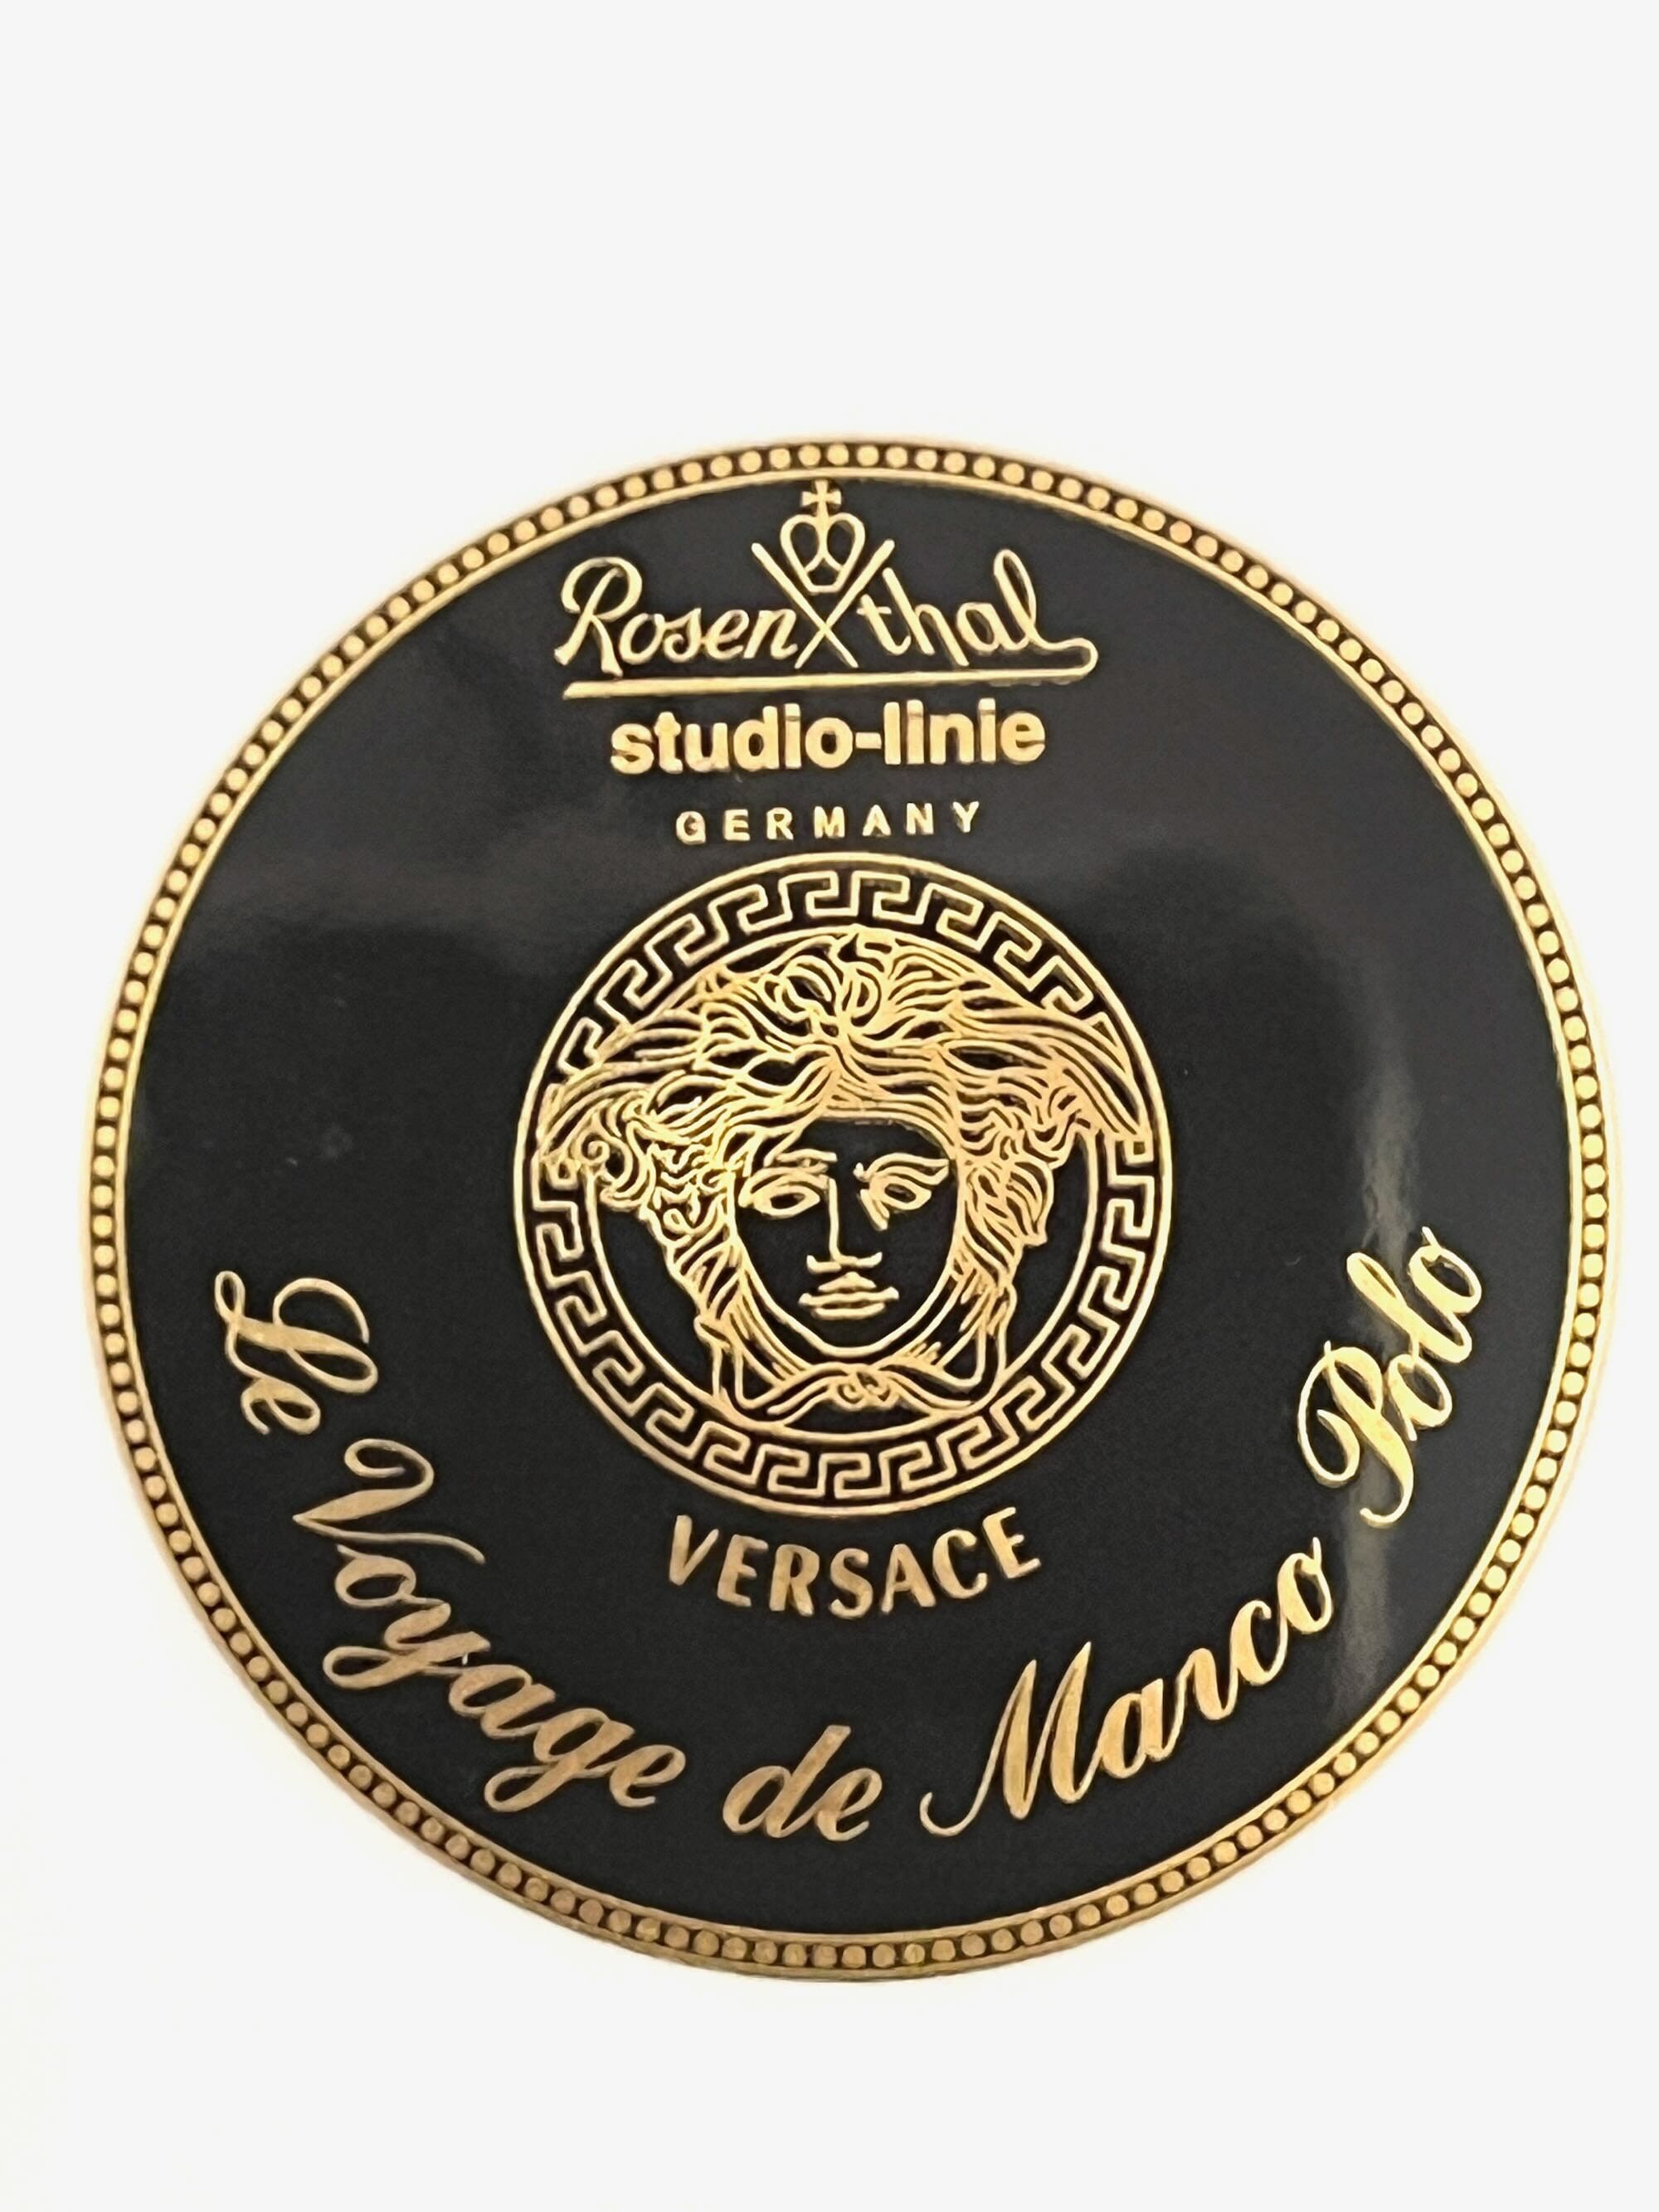 Rosenthal
studio-linie
GERMANY
VERSACE
Le Voyage de Marco Polo